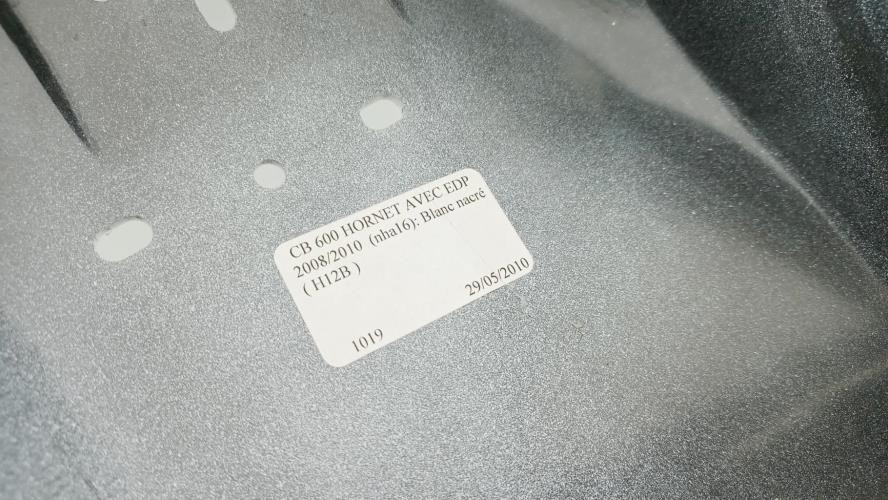 CB 600 HORNET AVEC EDP
2008/2010 (nha16): Blanc nacré
( H12B )
1019 29/05/2010